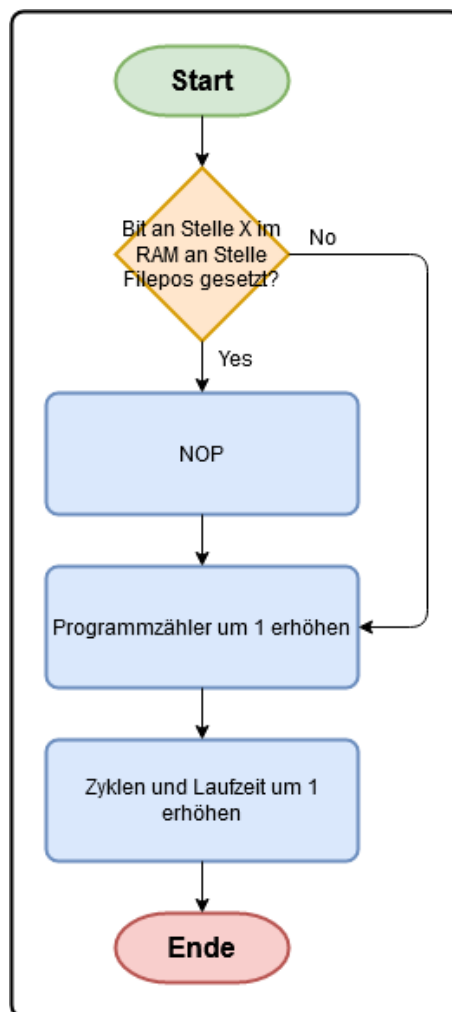 Start
Bit an Stelle X im
RAM an Stelle
Filepos gesetzt?
No
Yes
NOP
Programmzähler um 1 erhöhen
Zyklen und Laufzeit um 1
erhöhen
Ende